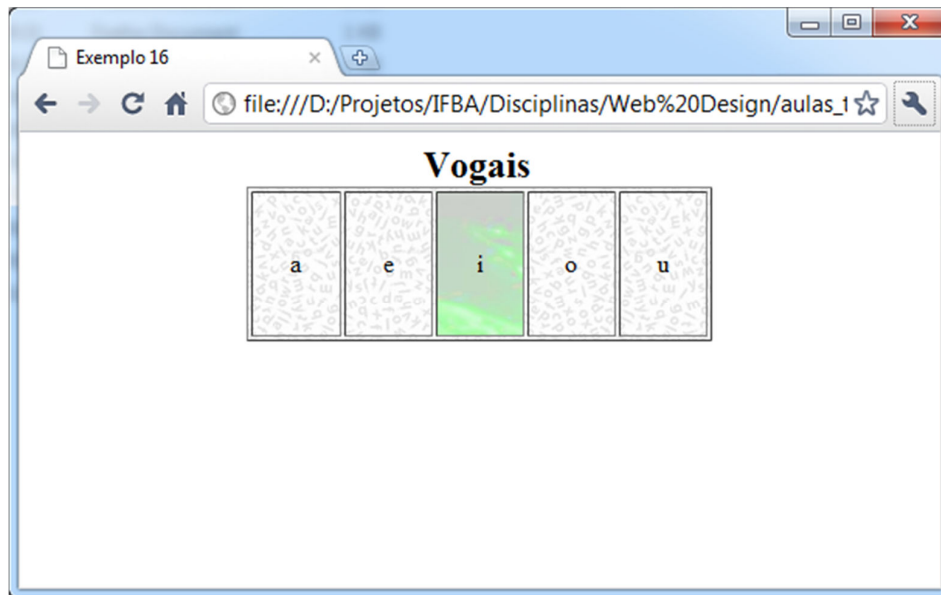 Exemplo 16
file:///D:/Projetos/IFBA/Disciplinas/Web%20Design/aulas_t
Vogais
a e i o u